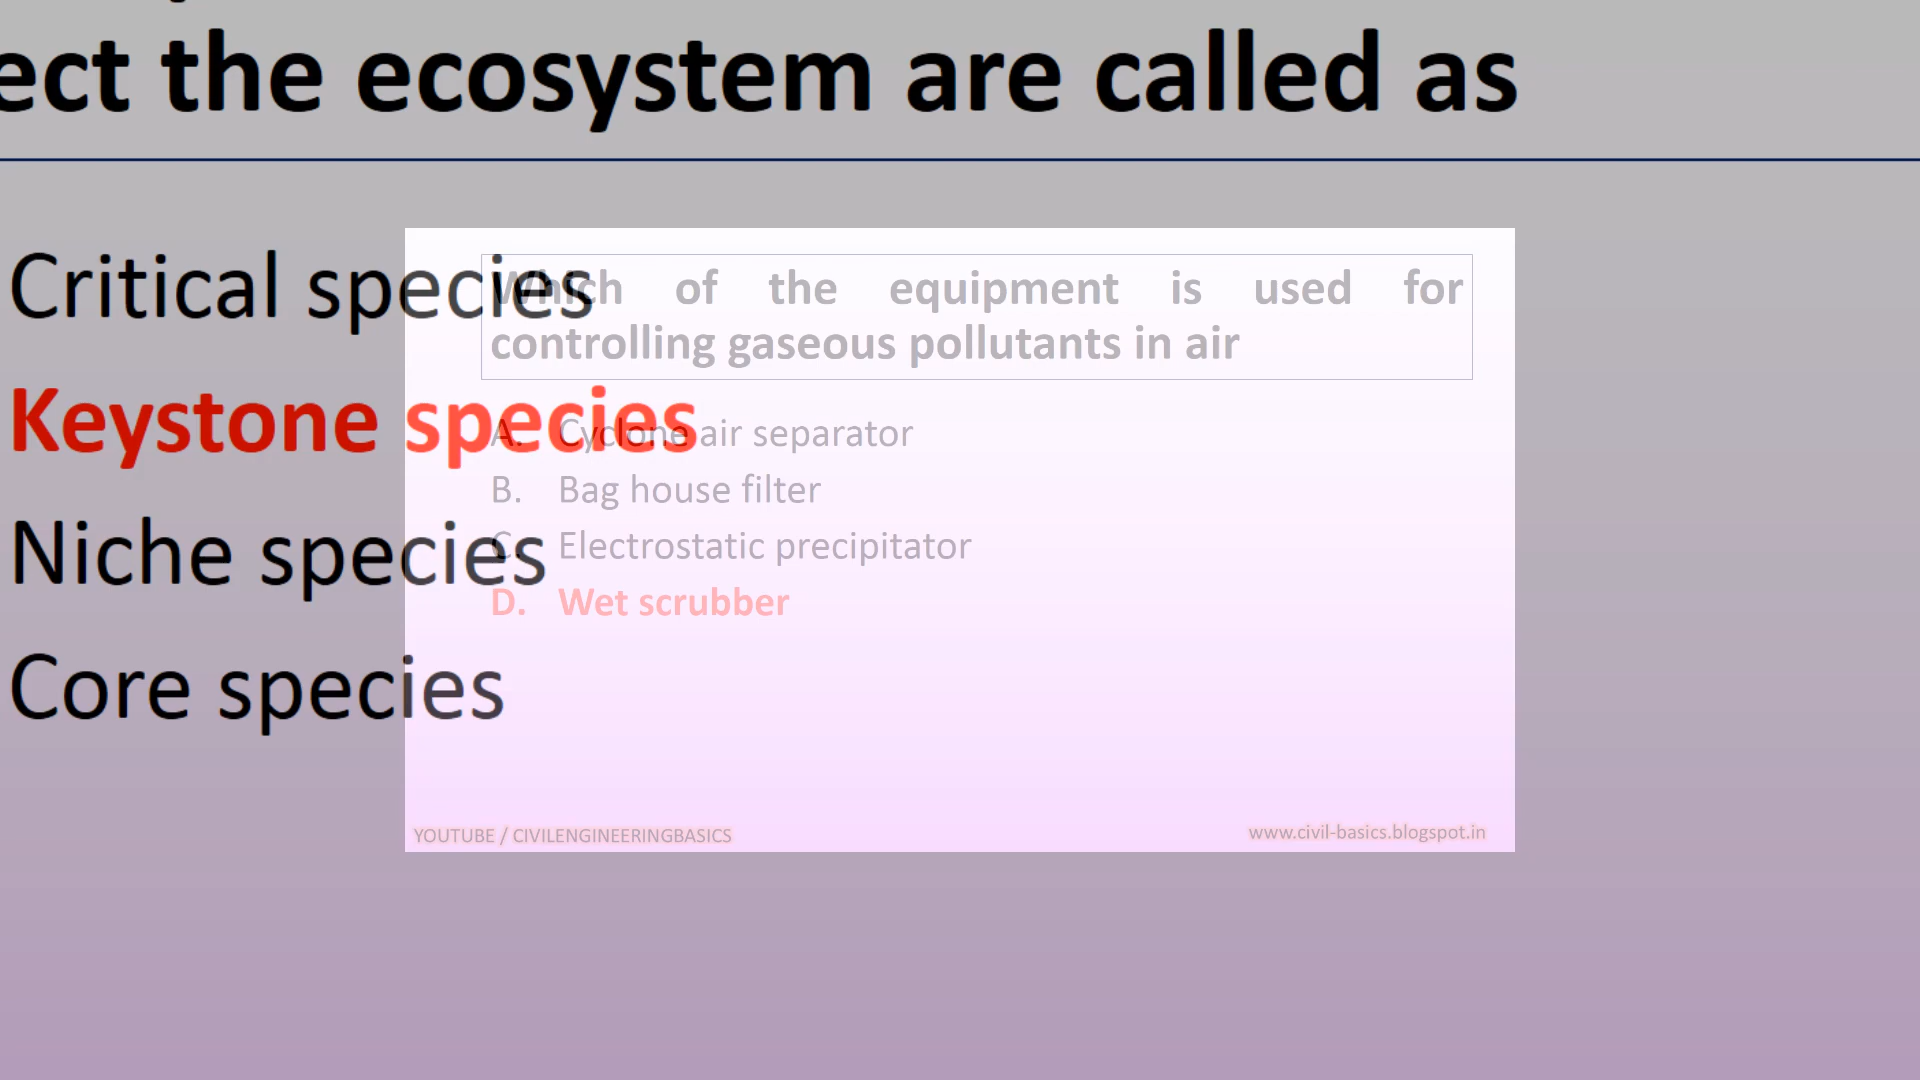 ect the ecosystem are called as
Critical species
Keystone species
Niche species
Core species
Which of the equipment is used for
controlling gaseous pollutants in air
A. Cyclone air separator
B. Bag house filter
C. Electrostatic precipitator
D. Wet scrubber
YOUTUBE / CIVILENGINEERINGBASICS
www.civil-basics.blogspot.in